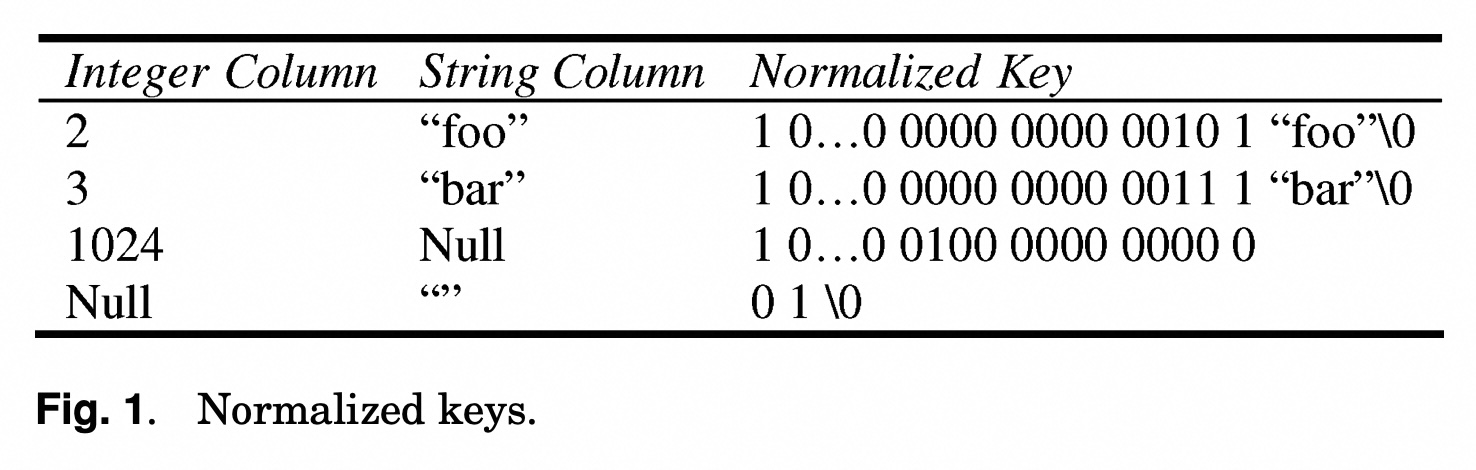 Integer Column String Column Normalized Key
2 “foo” 1 0…0 0000 0000 0010 1 “foo”\0
3 “bar” 1 0…0 0000 0000 0011 1 “bar”\0
1024 Null 1 0…0 0100 0000 0000 0
Null “” 0 1 \0
Fig. 1. Normalized keys.